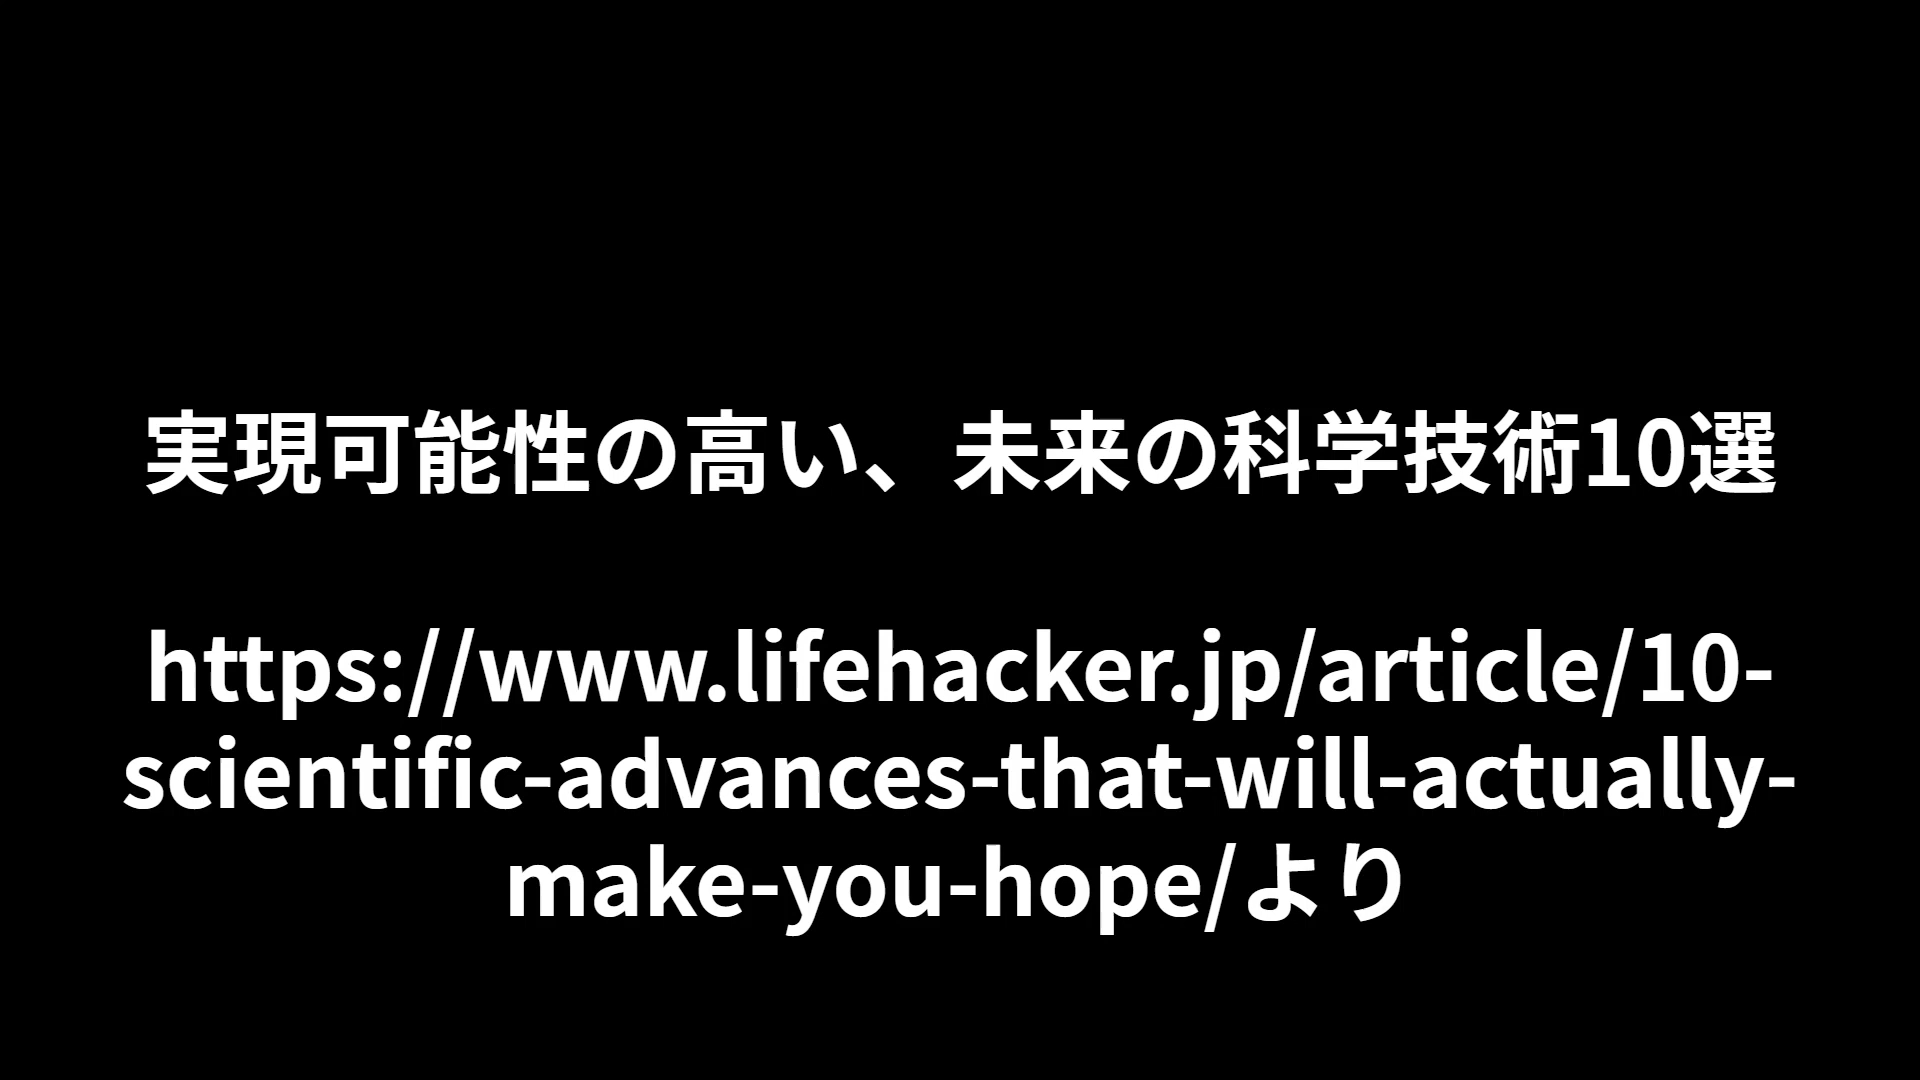 実現可能性の高い、未来の科学技術10選
https://www.lifehacker.jp/article/10-
scientific-advances-that-will-actually-
make-you-hope/より